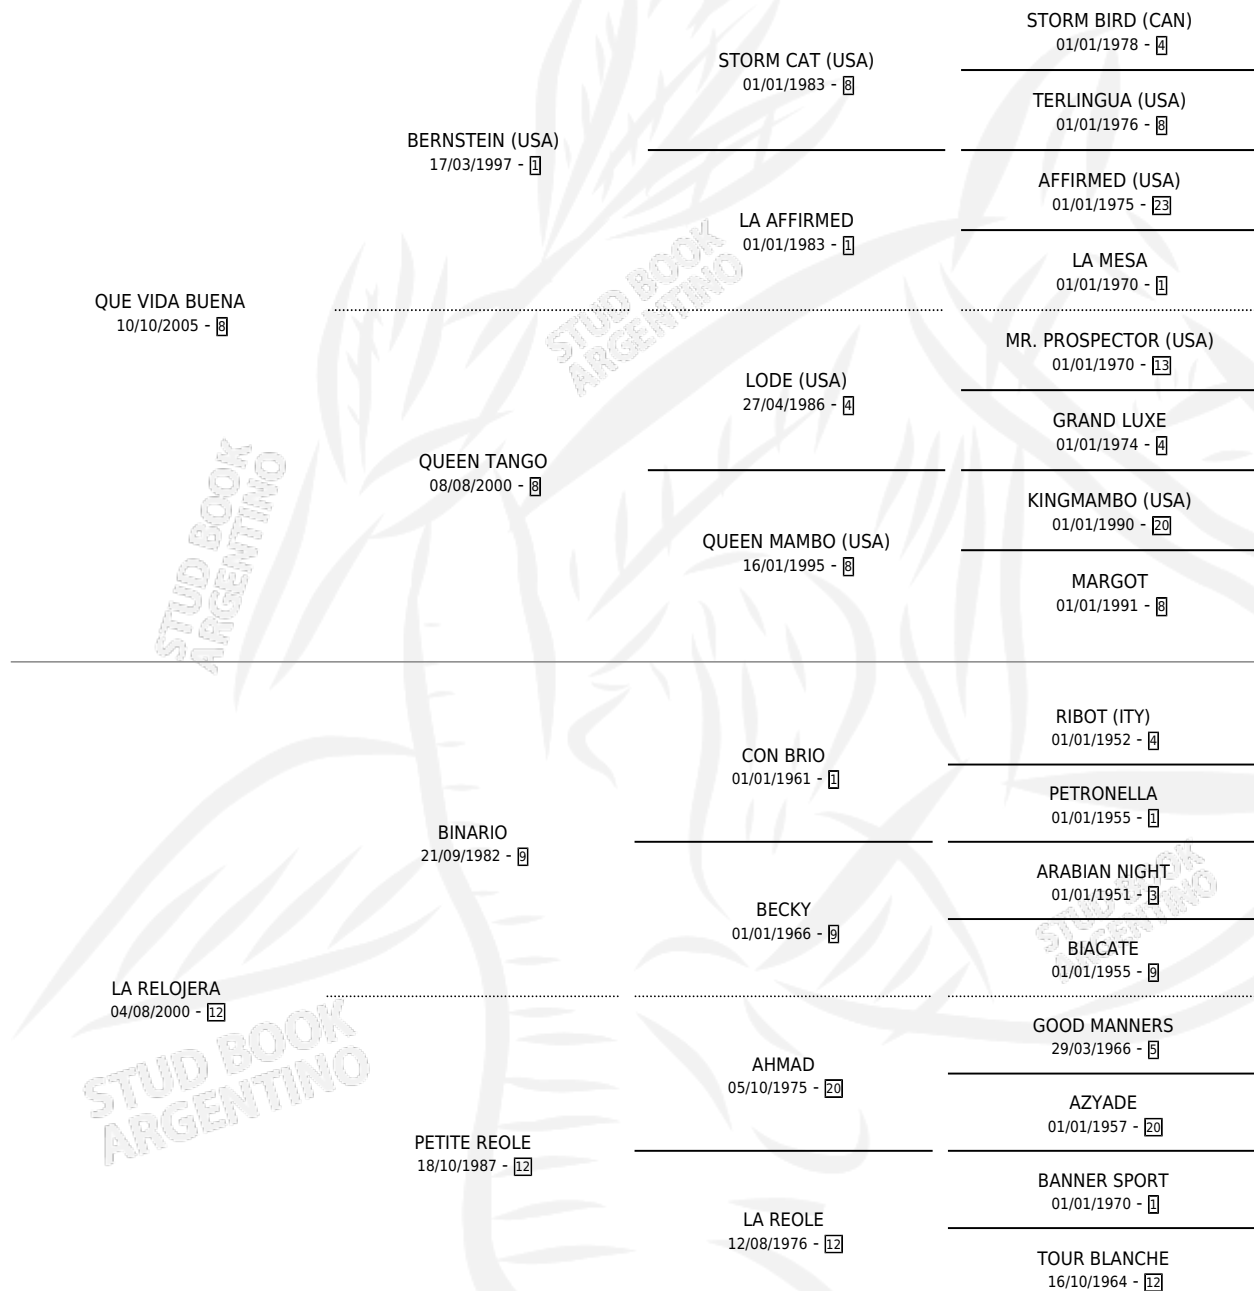 STORM BIRD (CAN)
01/01/1978 - 4
STORM CAT (USA)
01/01/1983 - 8
TERLINGUA (USA)
01/01/1976 - 8
BERNSTEIN (USA)
17/03/1997 - 1
AFFIRMED (USA)
01/01/1975 - 23
LA AFFIRMED
01/01/1983 - 1
LA MESA
01/01/1970 - 1
QUE VIDA BUENA
10/10/2005 - 8
MR. PROSPECTOR (USA)
01/01/1970 - 13
LODE (USA)
27/04/1986 - 4
GRAND LUXE
01/01/1974 - 4
QUEEN TANGO
08/08/2000 - 8
KINGMAMBO (USA)
01/01/1990 - 20
QUEEN MAMBO (USA)
16/01/1995 - 8
MARGOT
01/01/1991 - 8
RIBOT (ITY)
01/01/1952 - 4
CON BRIO
01/01/1961 - 1
PETRONELLA
01/01/1955 - 1
BINARIO
21/09/1982 - 9
ARABIAN NIGHT
01/01/1951 - 3
BECKY
01/01/1966 - 9
BIACATE
01/01/1955 - 9
LA RELOJERA
04/08/2000 - 12
GOOD MANNERS
29/03/1966 - 5
AHMAD
05/10/1975 - 20
AZYADE
01/01/1957 - 20
PETITE REOLE
18/10/1987 - 12
BANNER SPORT
01/01/1970 - 1
LA REOLE
12/08/1976 - 12
TOUR BLANCHE
16/10/1964 - 12
STUD BOOK
ARGENTINO
STUD BOOK
ARGENTINO
STUD BOOK
ARGENTINO
STUD BOOK
ARGENTINO